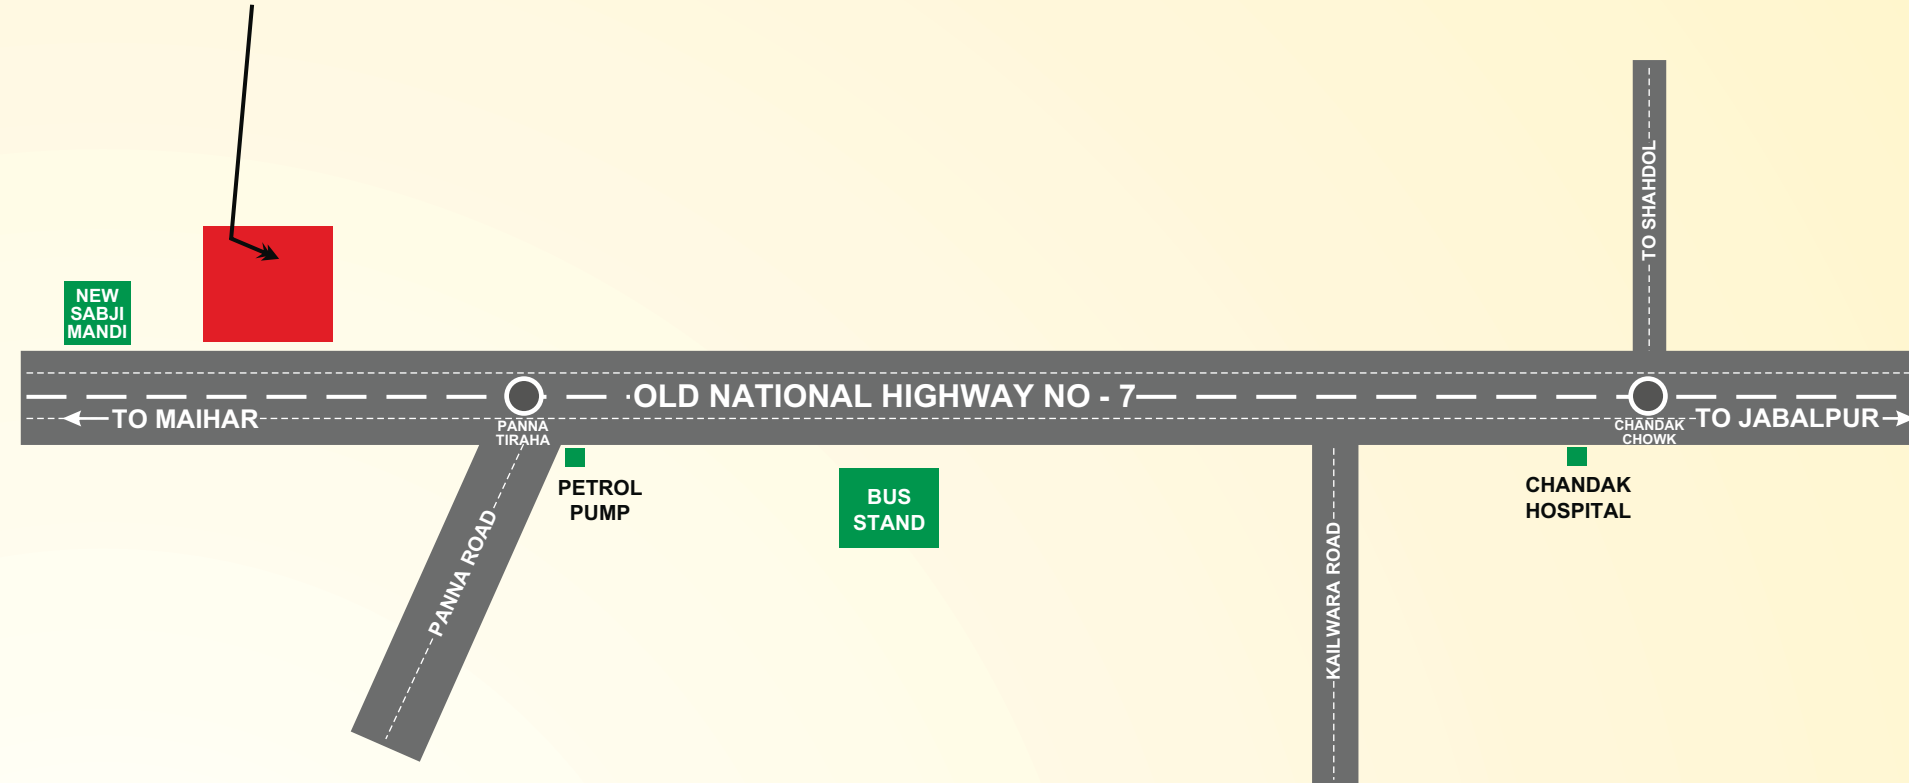 TO SHAHDOL
NEW
SABJI
MANDI
OLD NATIONAL HIGHWAY NO - 7
TO MAIHAR
PANNA
TIRAHA
CHANDAK
CHOWK
TO JABALPUR
PETROL
PUMP
BUS
STAND
CHANDAK
HOSPITAL
PANNA ROAD
KAILWARA ROAD